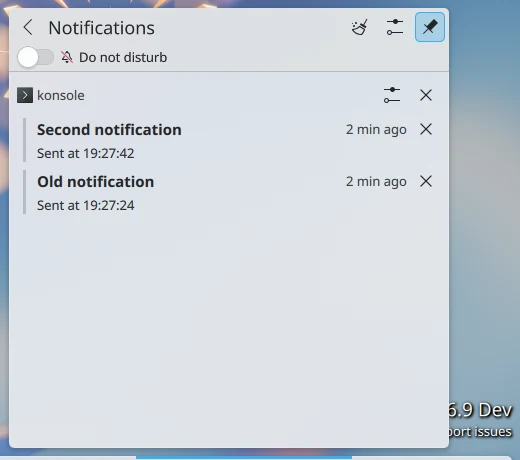 Notifications
Do not disturb
konsole
Second notification 2 min ago
Sent at 19:27:42
Old notification 2 min ago
Sent at 19:27:24
6.9 Dev
issues